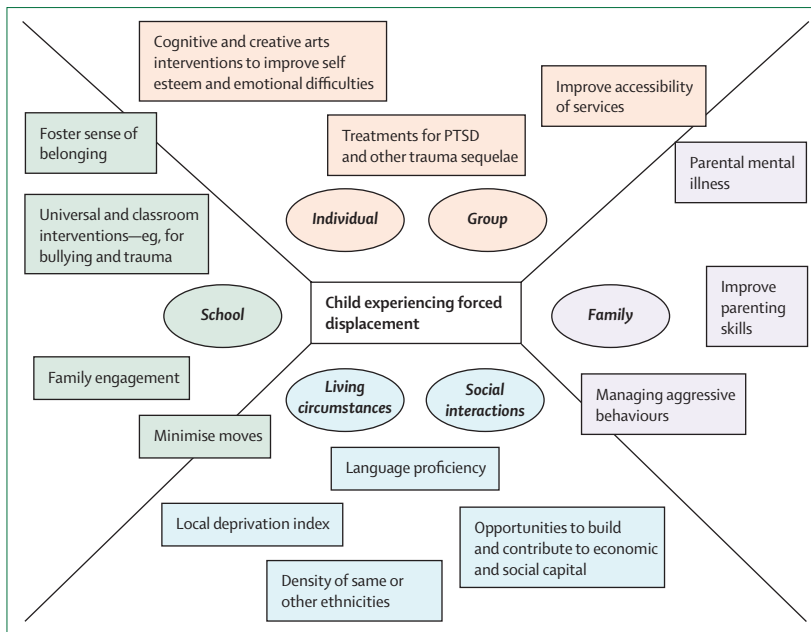 Cognitive and creative arts
interventions to improve self
esteem and emotional difficulties
Improve accessibility
of services
Foster sense of
belonging
Treatments for PTSD
and other trauma sequelae
Parental mental
illness
Universal and classroom
interventions—eg, for
bullying and trauma
Individual
Group
School
Child experiencing forced
displacement
Family
Improve
parenting
skills
Family engagement
Living
circumstances
Social
interactions
Managing aggressive
behaviours
Minimise moves
Language proficiency
Local deprivation index
Opportunities to build
and contribute to economic
and social capital
Density of same or
other ethnicities